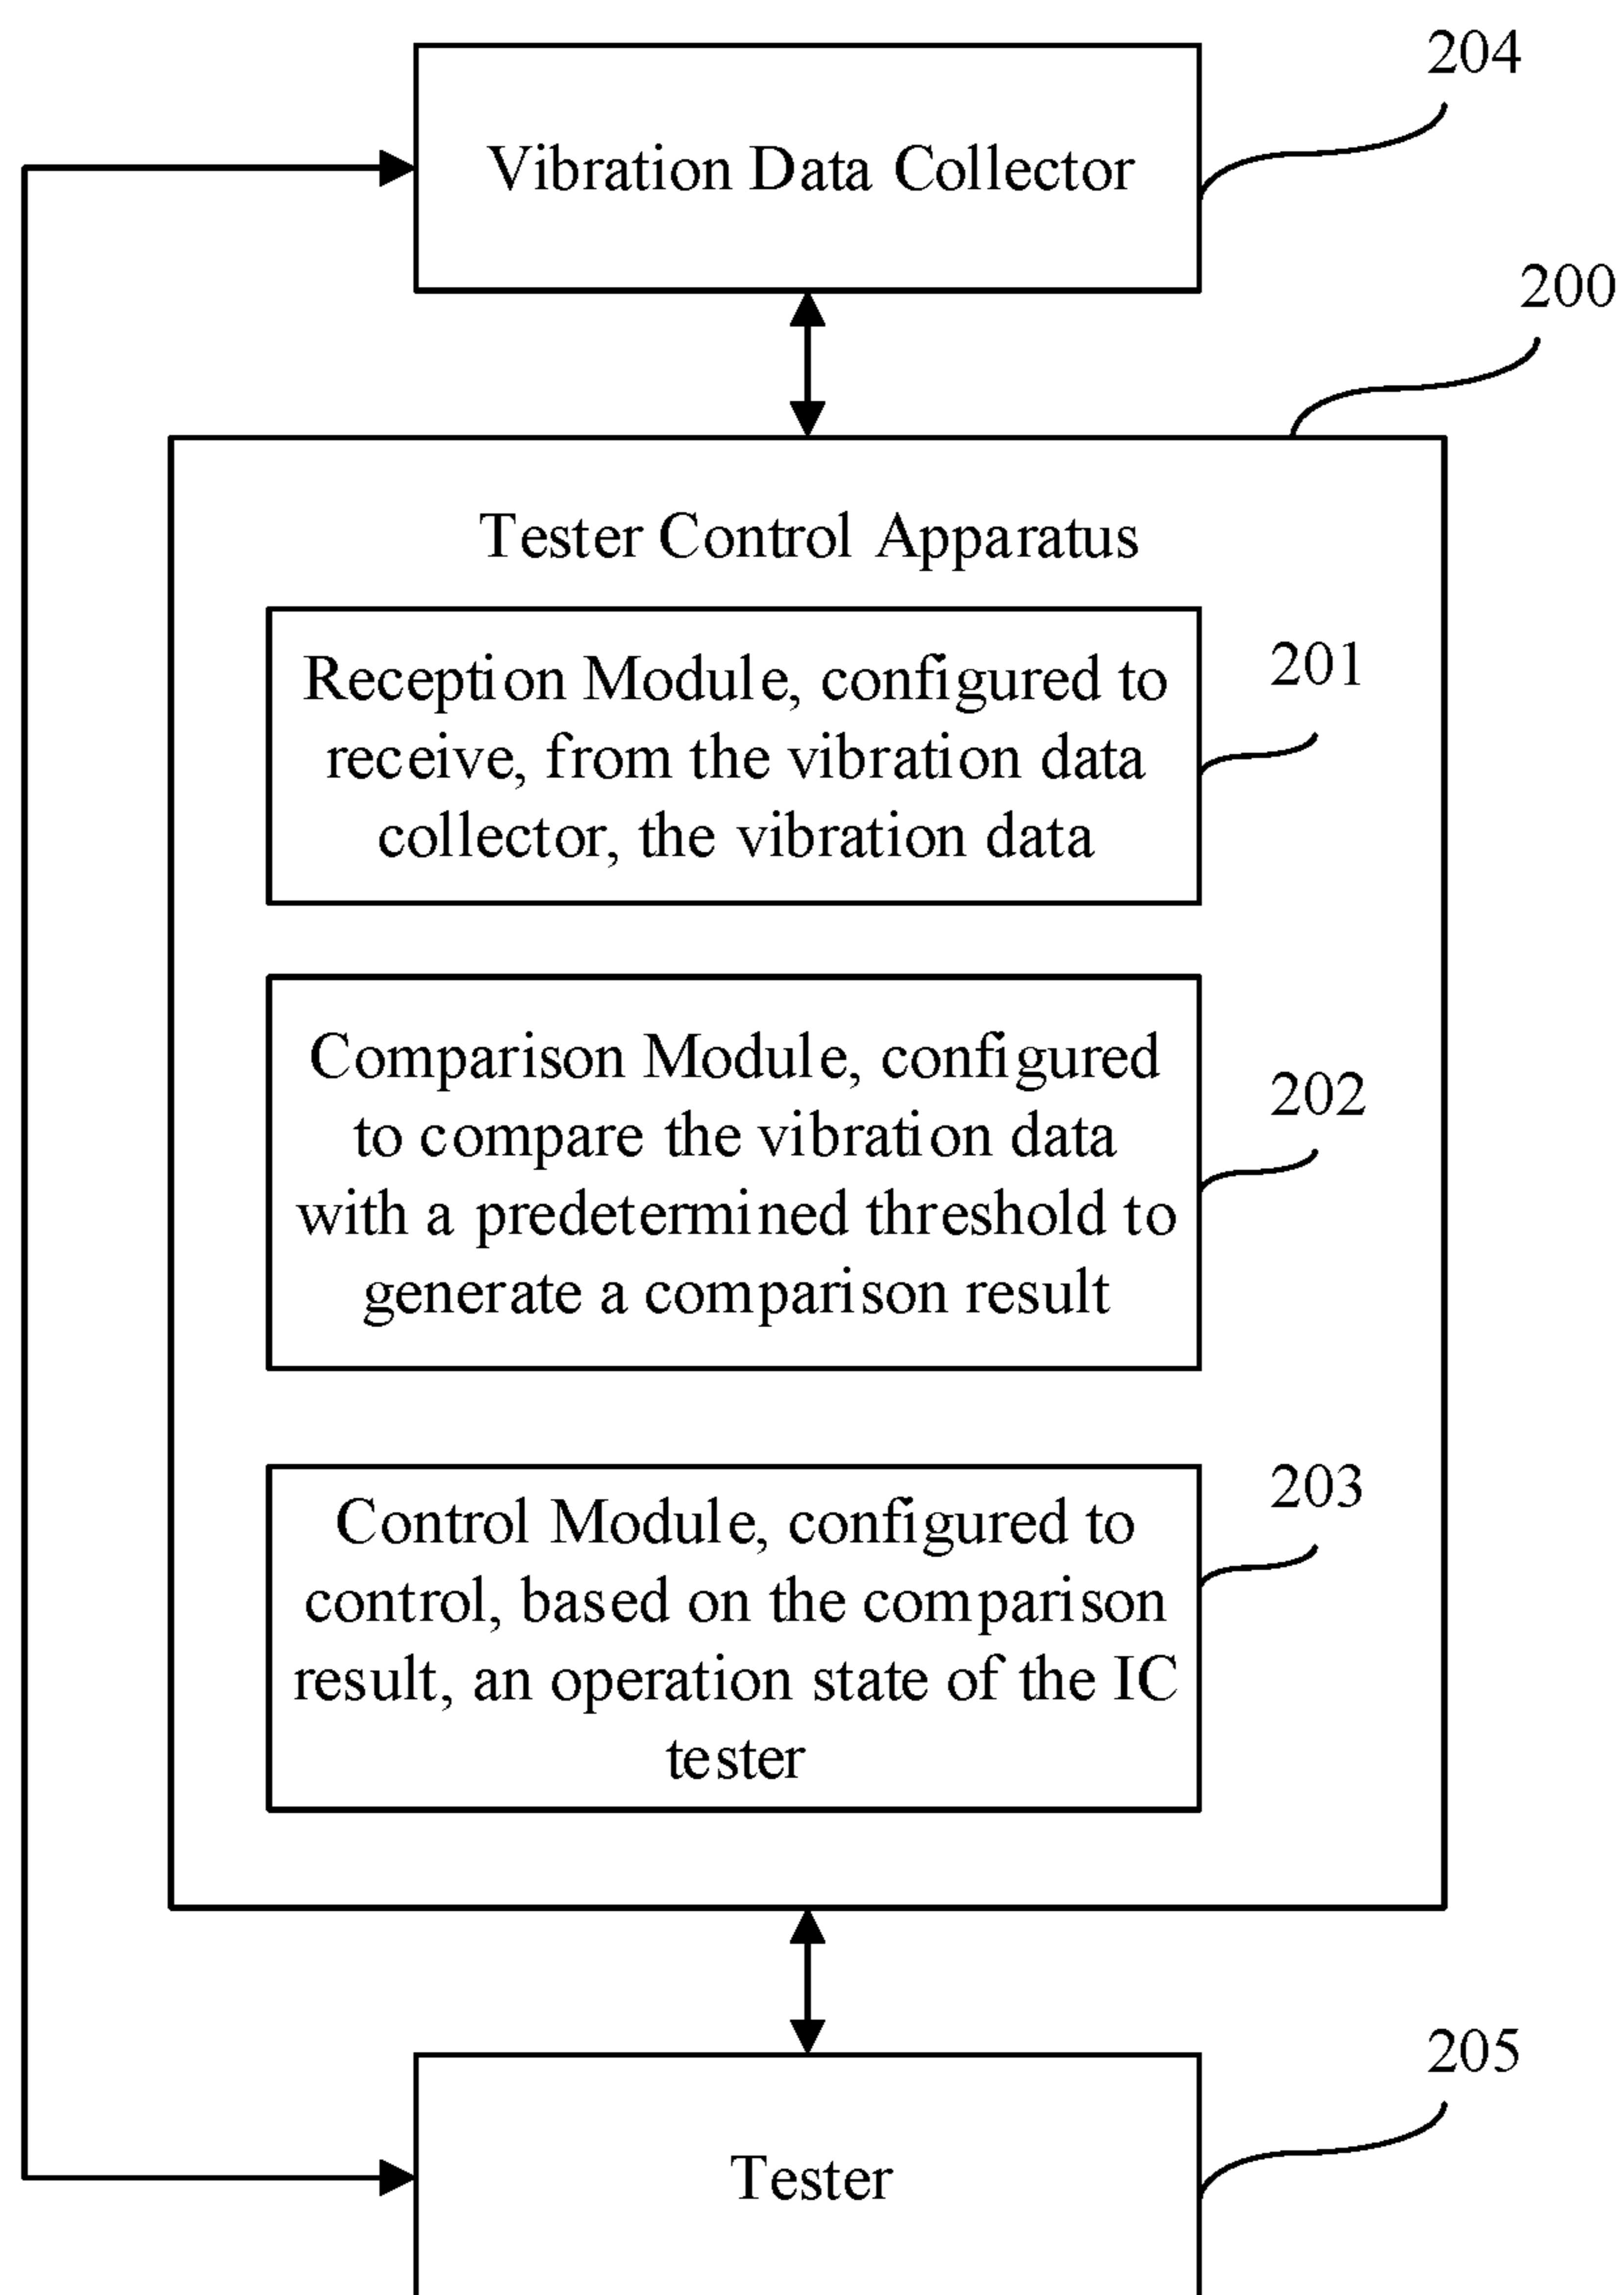 204
Vibration Data Collector
200
Tester Control Apparatus
Reception Module, configured to
receive, from the vibration data
collector, the vibration data
201
Comparison Module, configured
to compare the vibration data
with a predetermined threshold to
generate a comparison result
202
Control Module, configured to
control, based on the comparison
result, an operation state of the IC
tester
203
205
Tester